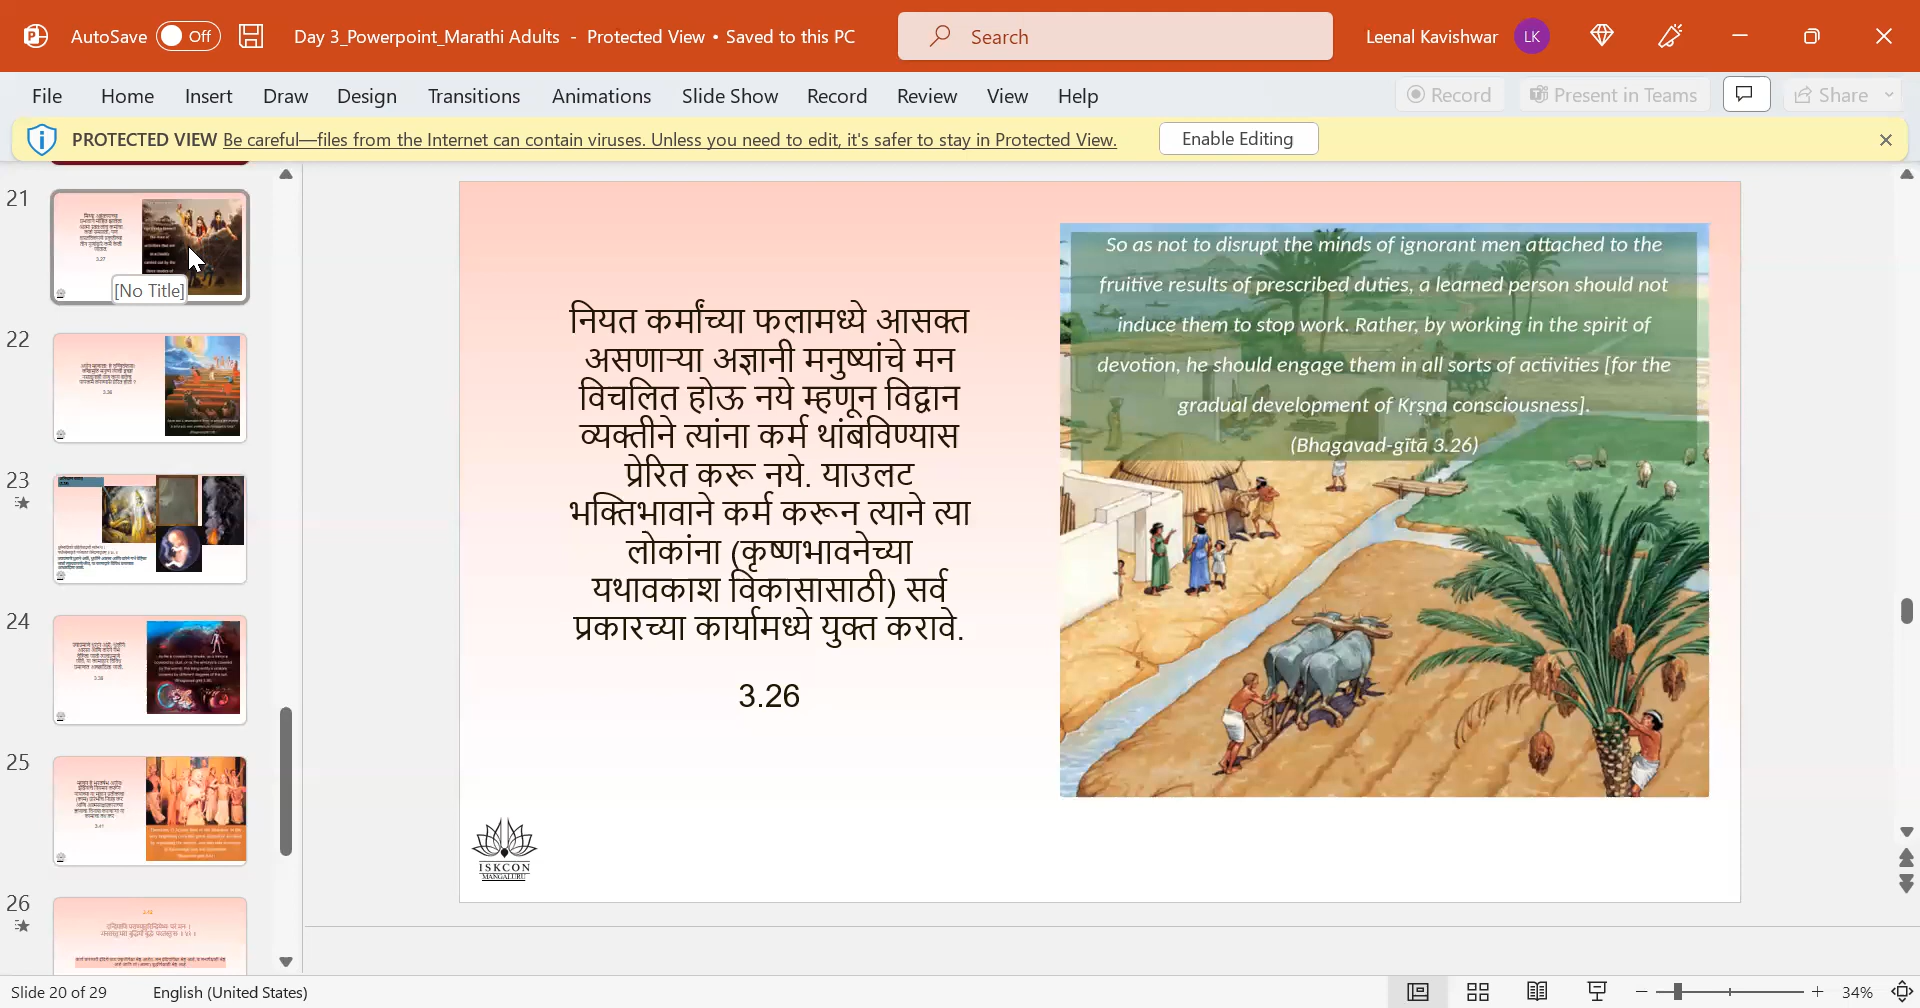 AutoSave Off Day 3_Powerpoint_Marathi Adults - Protected View • Saved to this PC Search Leenal Kavishwar LK
File Home Insert Draw Design Transitions Animations Slide Show Record Review View Help Record Present in Teams Share
PROTECTED VIEW Be careful—files from the Internet can contain viruses. Unless you need to edit, it's safer to stay in Protected View. Enable Editing
21
3.27
[No Title]
22
23
24
25
26
नियत कर्मांच्या फलामध्ये आसक्त
असणाऱ्या अज्ञानी मनुष्यांचे मन
विचलित होऊ नये म्हणून विद्वान
व्यक्तीने त्यांना कर्म थांबविण्यास
प्रेरित करू नये. याउलट
भक्तिभावाने कर्म करून त्याने त्या
लोकांना (कृष्णभावनेच्या
यथावकाश विकासासाठी) सर्व
प्रकारच्या कार्यामध्ये युक्त करावे.
3.26
So as not to disrupt the minds of ignorant men attached to the
fruitive results of prescribed duties, a learned person should not
induce them to stop work. Rather, by working in the spirit of
devotion, he should engage them in all sorts of activities [for the
gradual development of Kṛṣṇa consciousness].
(Bhagavad-gītā 3.26)
ISKCON
MANGALURU
Slide 20 of 29 English (United States) 34%